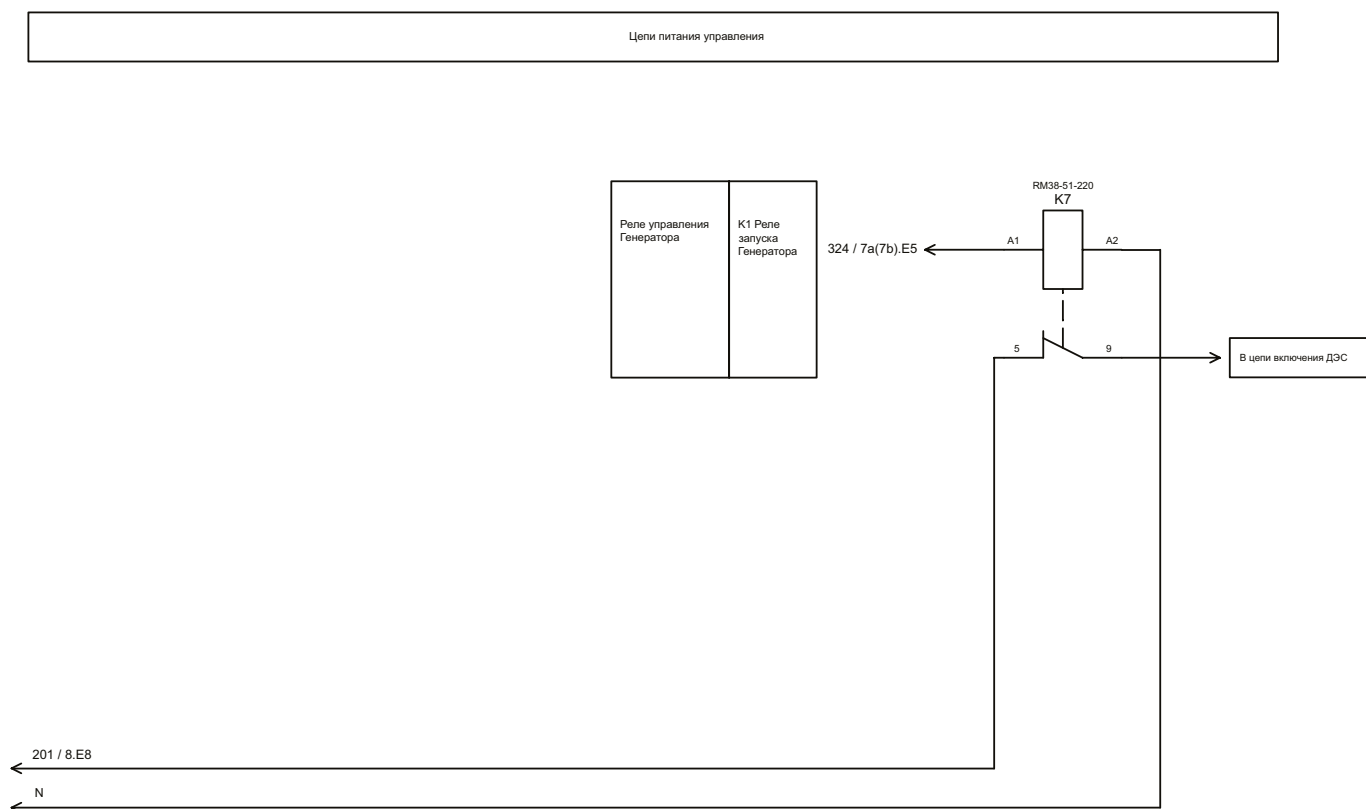 Цепи питания управления
RM38-51-220
K7
Реле управления
Генератора
K1 Реле
запуска
Генератора
324 / 7a(7b).E5
A1
A2
5
9
В цепи включения ДЭС
201 / 8.E8
N